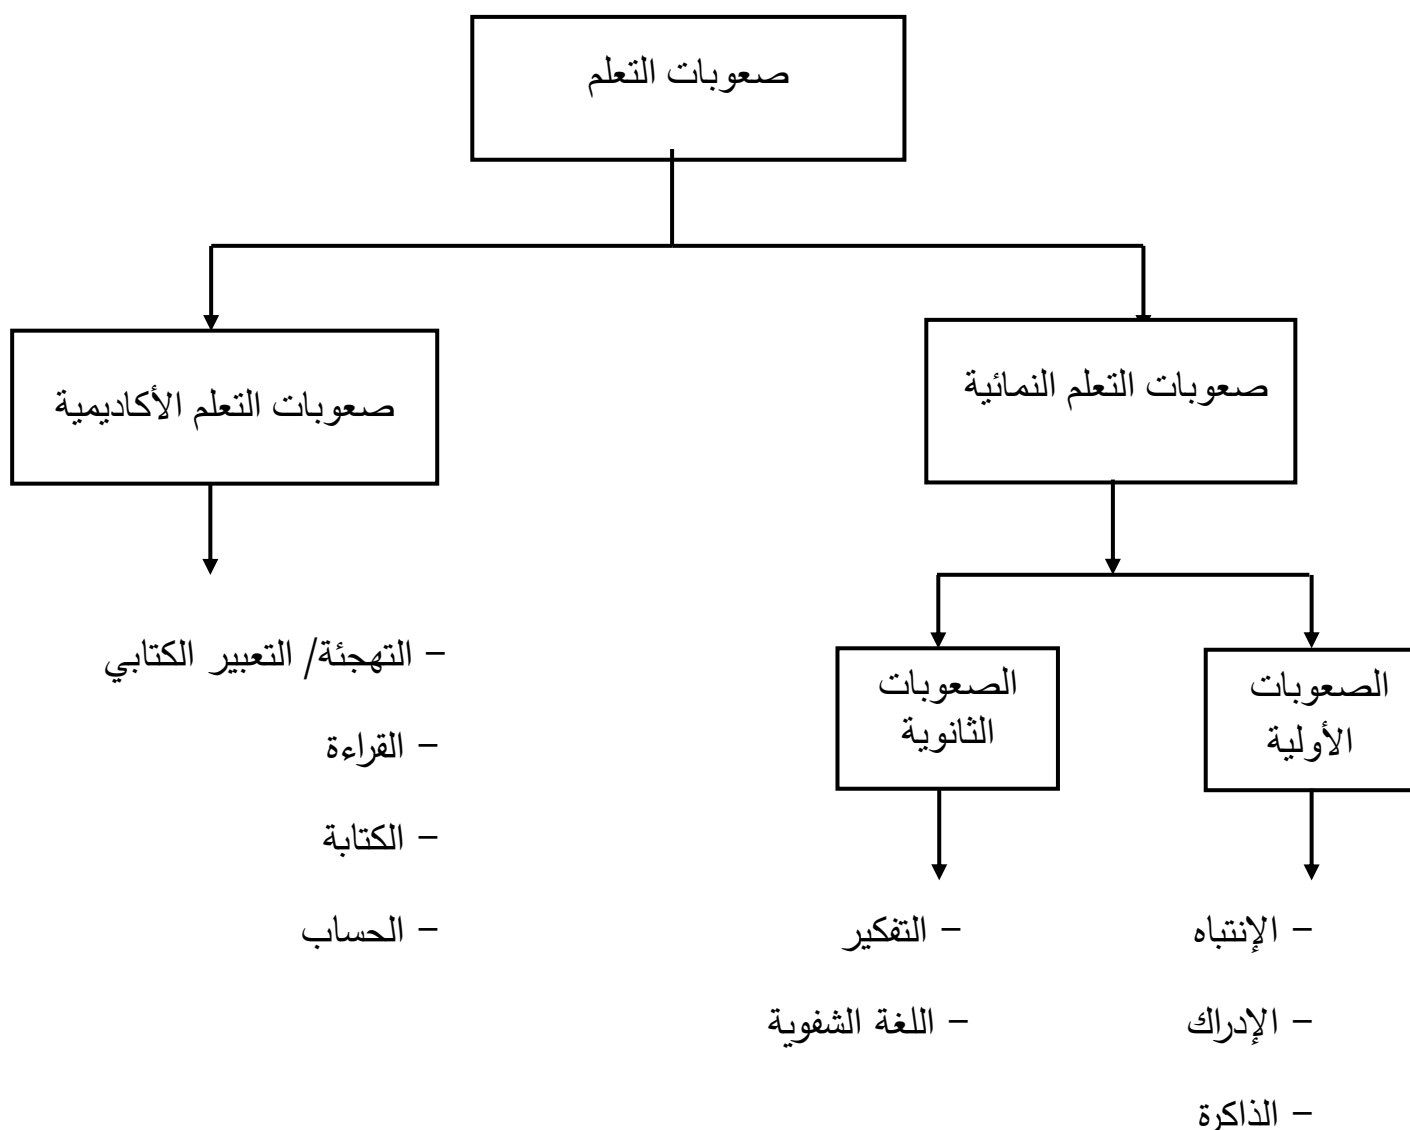 صعوبات التعلم
صعوبات التعلم النمائية
صعوبات التعلم الأكاديمية
الصعوبات
الأولية
الصعوبات
الثانوية
- الإنتباه
- الإدراك
- الذاكرة
- التفكير
- اللغة الشفوية
- التهجئة/ التعبير الكتابي
- القراءة
- الكتابة
- الحساب